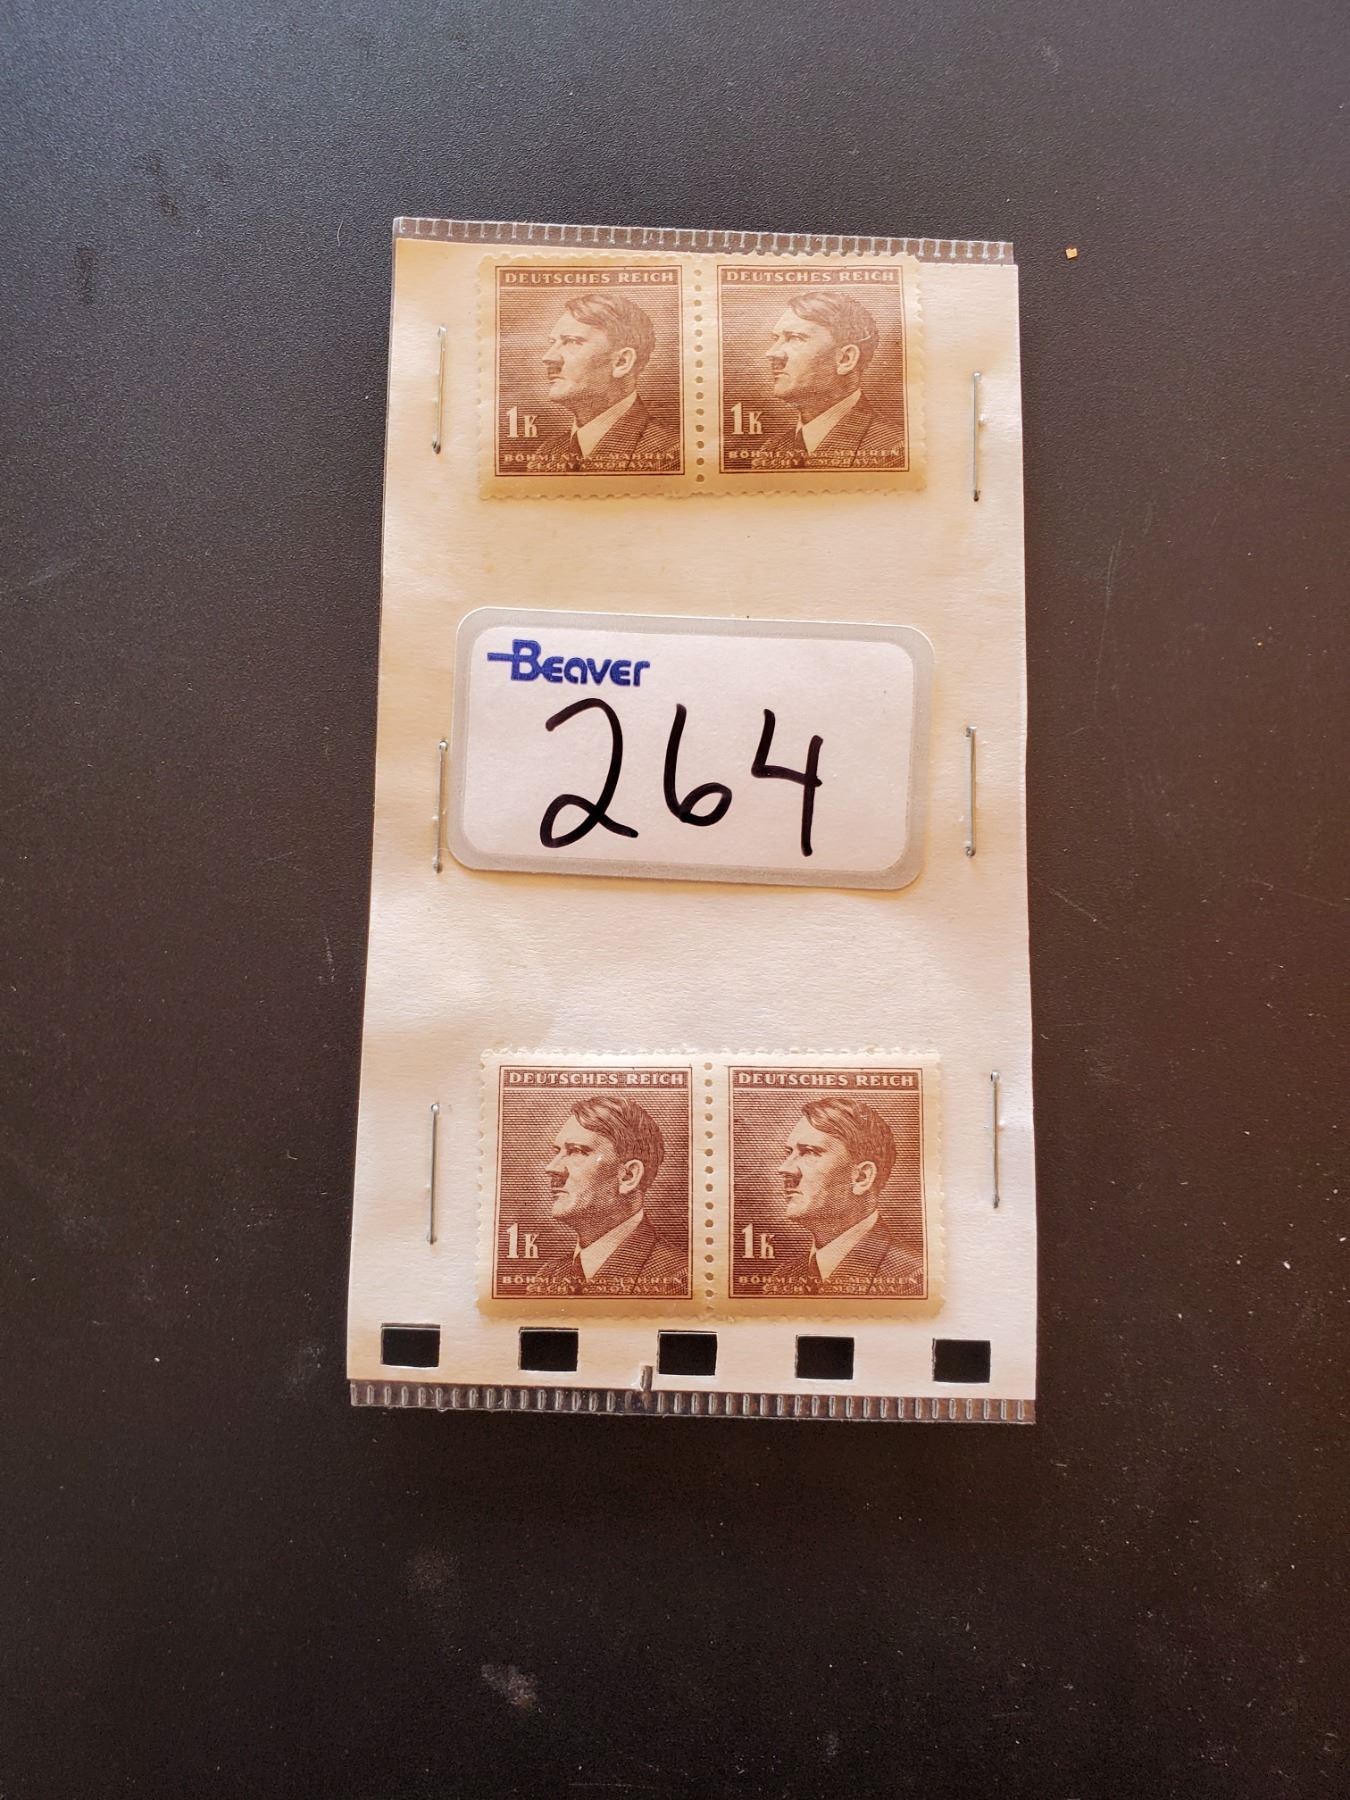 DEUTSCHES REICH
1K
BÖHMEN UND MÄHREN
ČECHY A MORAVA
DEUTSCHES REICH
1K
BÖHMEN UND MÄHREN
ČECHY A MORAVA
Beaver
264
DEUTSCHES REICH
1K
BÖHMEN UND MÄHREN
ČECHY A MORAVA
DEUTSCHES REICH
1K
BÖHMEN UND MÄHREN
ČECHY A MORAVA